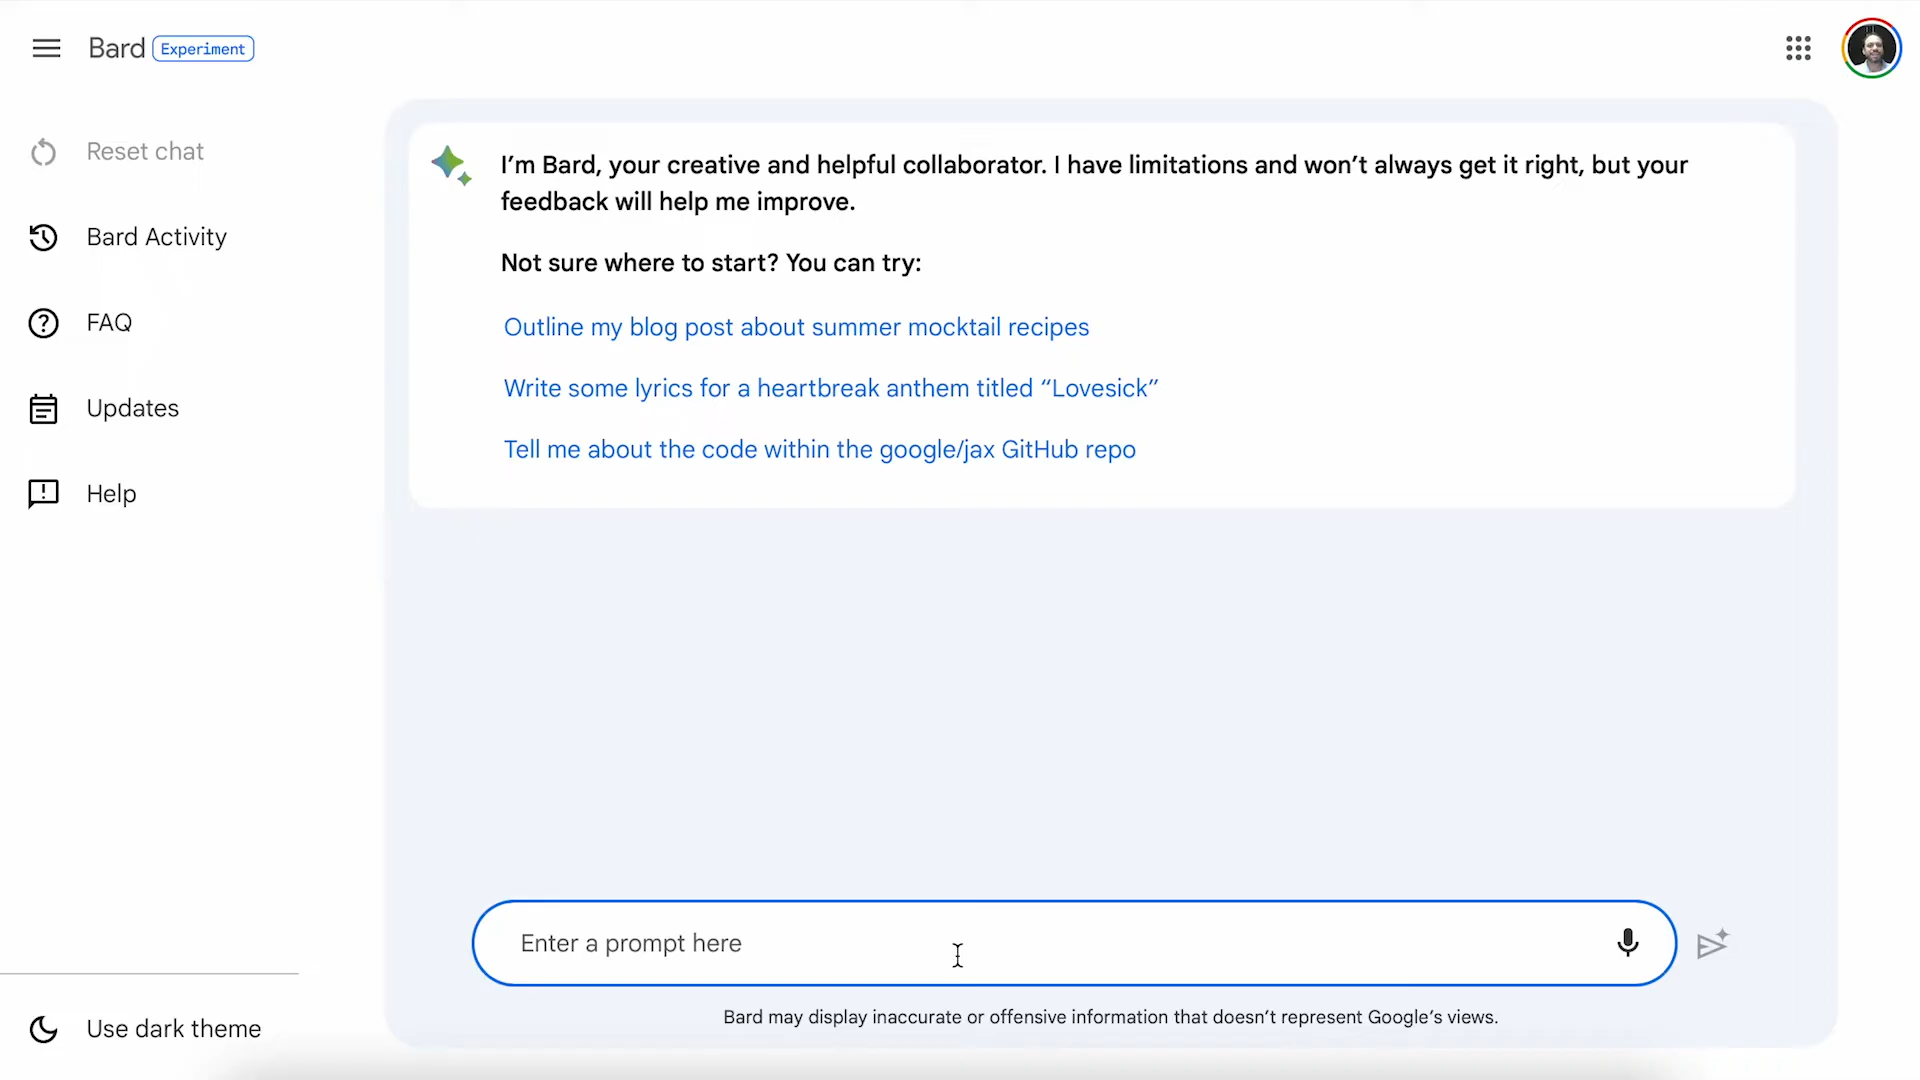 Bard Experiment
Reset chat
Bard Activity
FAQ
Updates
Help
Use dark theme
I’m Bard, your creative and helpful collaborator. I have limitations and won’t always get it right, but your
feedback will help me improve.
Not sure where to start? You can try:
Outline my blog post about summer mocktail recipes
Write some lyrics for a heartbreak anthem titled “Lovesick”
Tell me about the code within the google/jax GitHub repo
Enter a prompt here
Bard may display inaccurate or offensive information that doesn’t represent Google’s views.